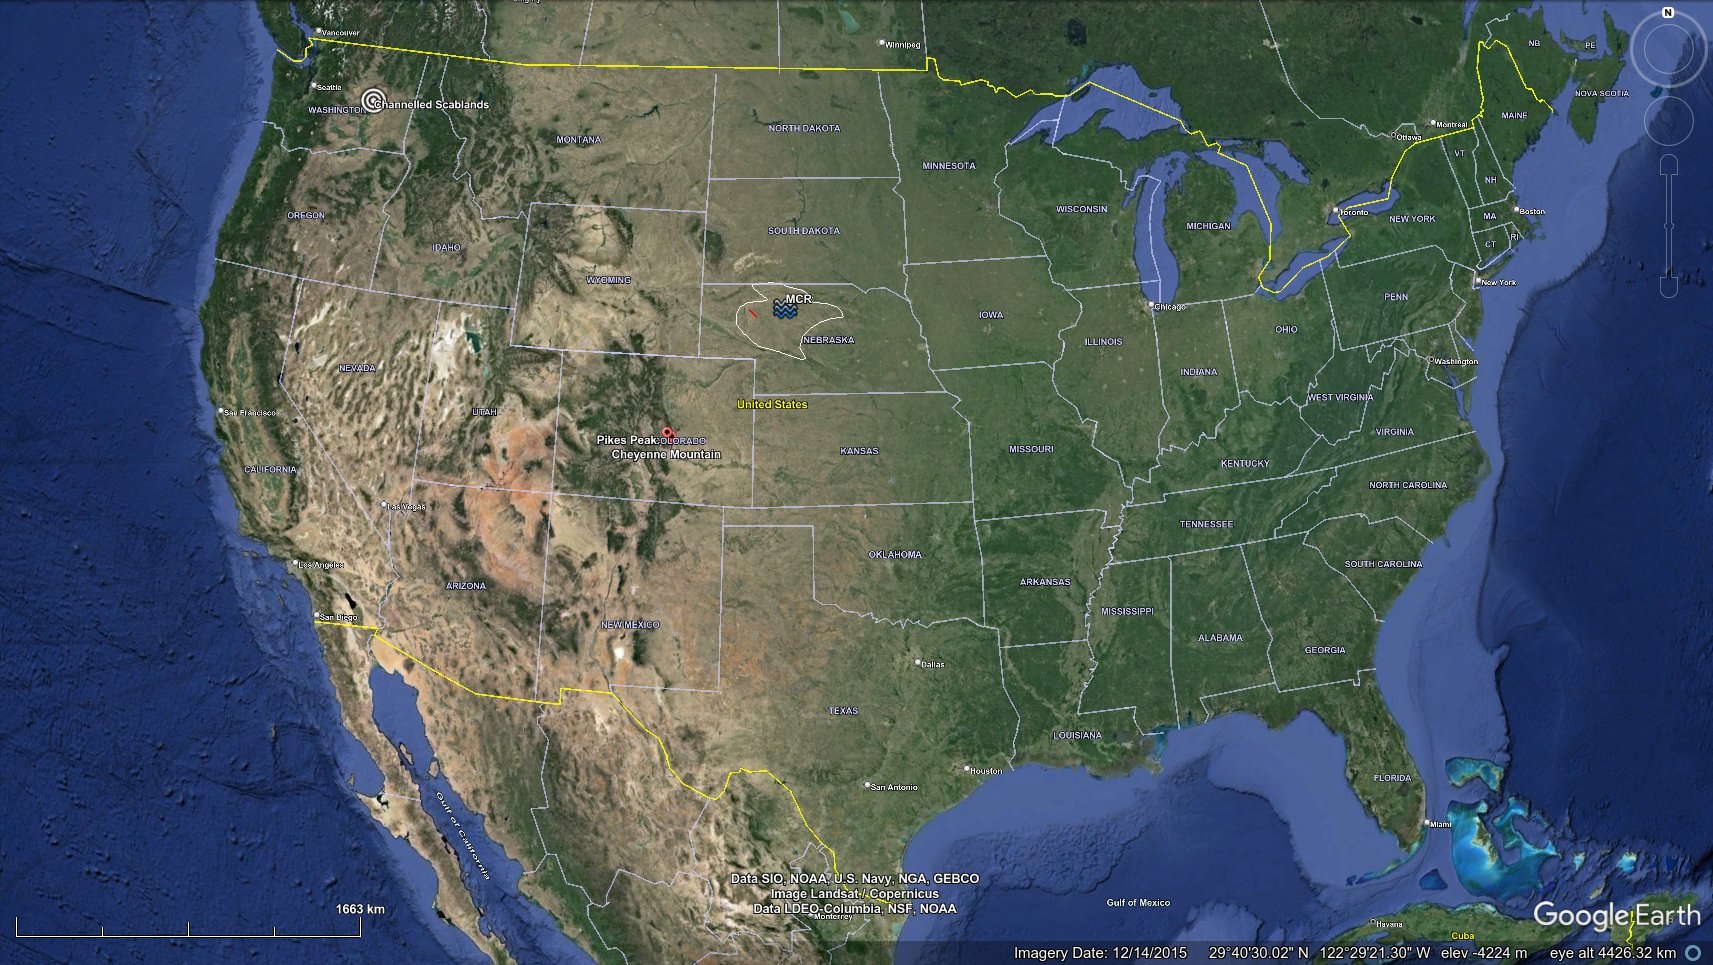 N
Vancouver
Winnipeg
NB
PE
Seattle
WASHINGTON
Channelled Scablands
NOVA SCOTIA
MAINE
Montreal
Ottawa
MONTANA
NORTH DAKOTA
MINNESOTA
VT
NH
OREGON
IDAHO
SOUTH DAKOTA
WISCONSIN
MICHIGAN
Toronto
NEW YORK
MA
Boston
CT
RI
WYOMING
MCR
NEBRASKA
IOWA
Chicago
New York
PENN
OHIO
ILLINOIS
INDIANA
Washington
NEVADA
UTAH
United States
WEST VIRGINIA
VIRGINIA
San Francisco
Pikes Peak
COLORADO
Cheyenne Mountain
KANSAS
MISSOURI
KENTUCKY
CALIFORNIA
Las Vegas
NORTH CAROLINA
TENNESSEE
Los Angeles
ARIZONA
OKLAHOMA
ARKANSAS
SOUTH CAROLINA
San Diego
NEW MEXICO
MISSISSIPPI
ALABAMA
GEORGIA
Dallas
TEXAS
LOUISIANA
Houston
San Antonio
FLORIDA
Miami
Gulf of California
Data SIO, NOAA, U.S. Navy, NGA, GEBCO
Image Landsat / Copernicus
Data LDEO-Columbia, NSF, NOAA
Monterrey
Gulf of Mexico
Havana
Cuba
1663 km
Google Earth
Imagery Date: 12/14/2015 29°40'30.02" N 122°29'21.30" W elev -4224 m eye alt 4426.32 km